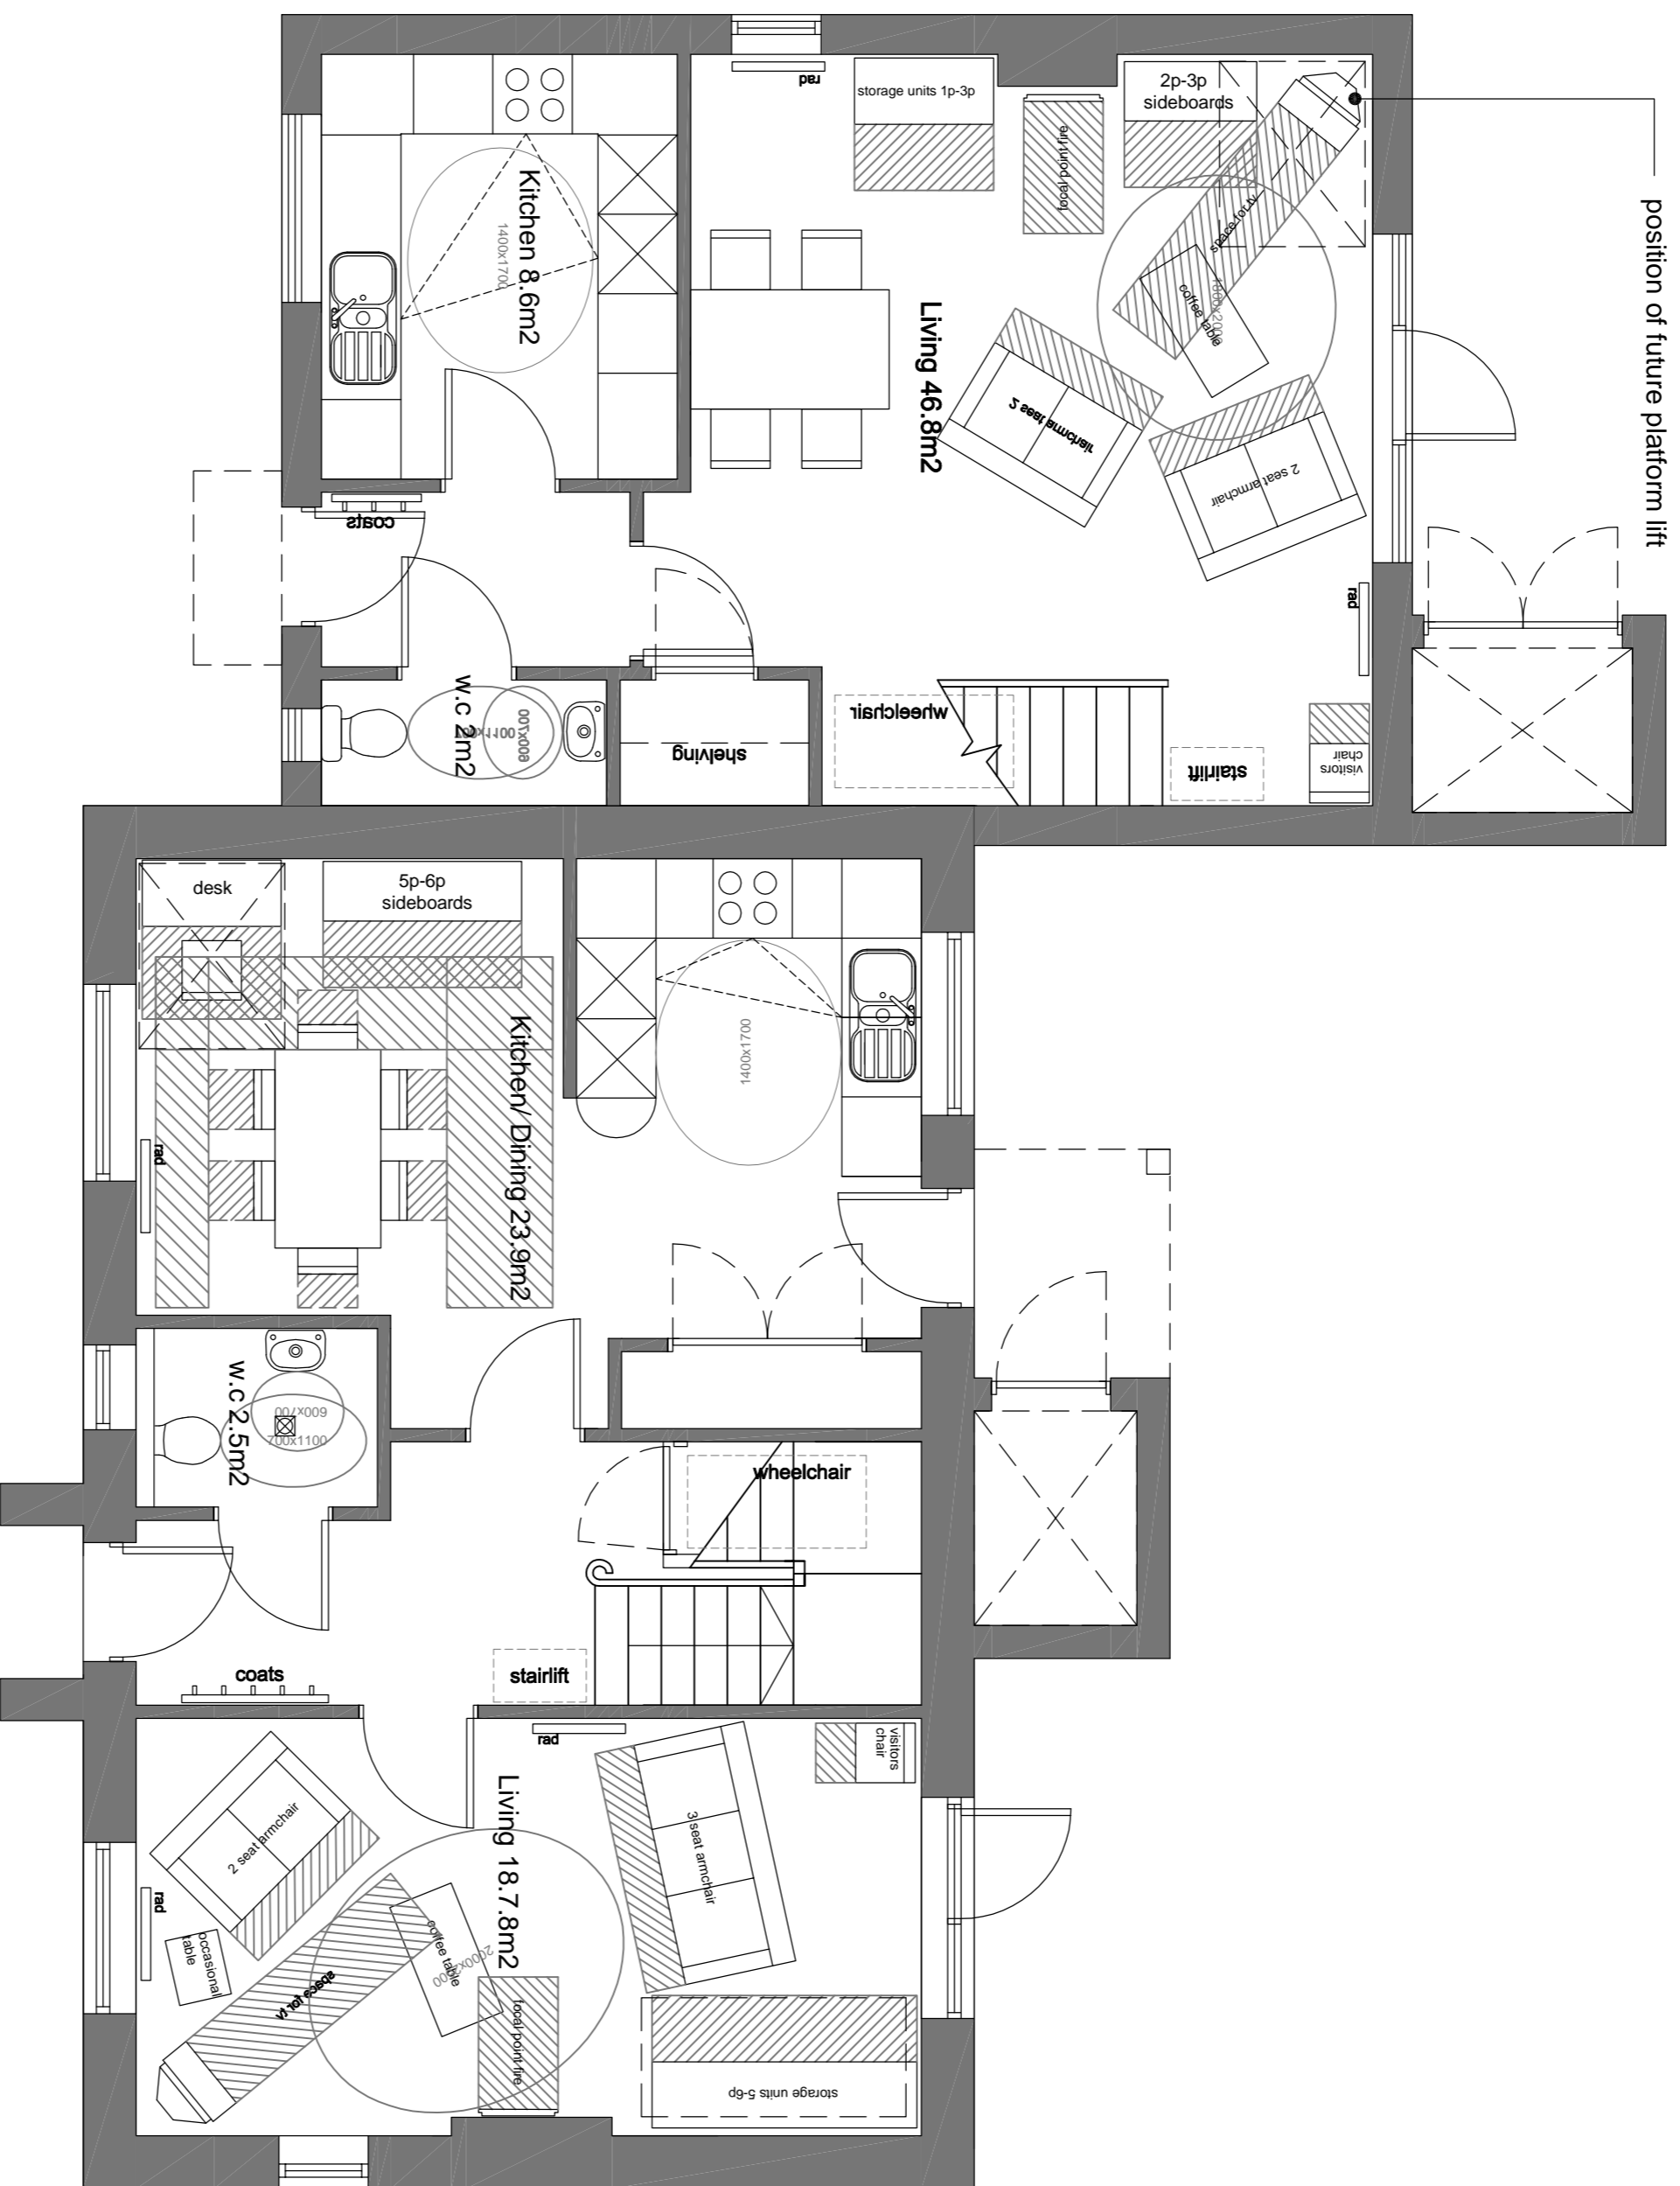 position of future platform lift
rad
storage units 1p-3p
2p-3p
sideboards
focal point fire
space for tv
coffee table
1800x2000
Kitchen 8.6m2
1400x1700
Living 46.8m2
2 seat armchair
2 seat armchair
coats
rad
w.c 2m2
600x700
shelving
wheelchair
stairlift
visitors
chair
desk
5p-6p
sideboards
Kitchen/ Dining 23.9m2
1400x1700
rad
w.c 2.5m2
600x700
700x1100
wheelchair
coats
stairlift
rad
visitors
chair
2 seat armchair
Living 18.7.8m2
3 seat armchair
rad
occasional
table
coffee table
space for tv
focal point fire
storage units 5-6p